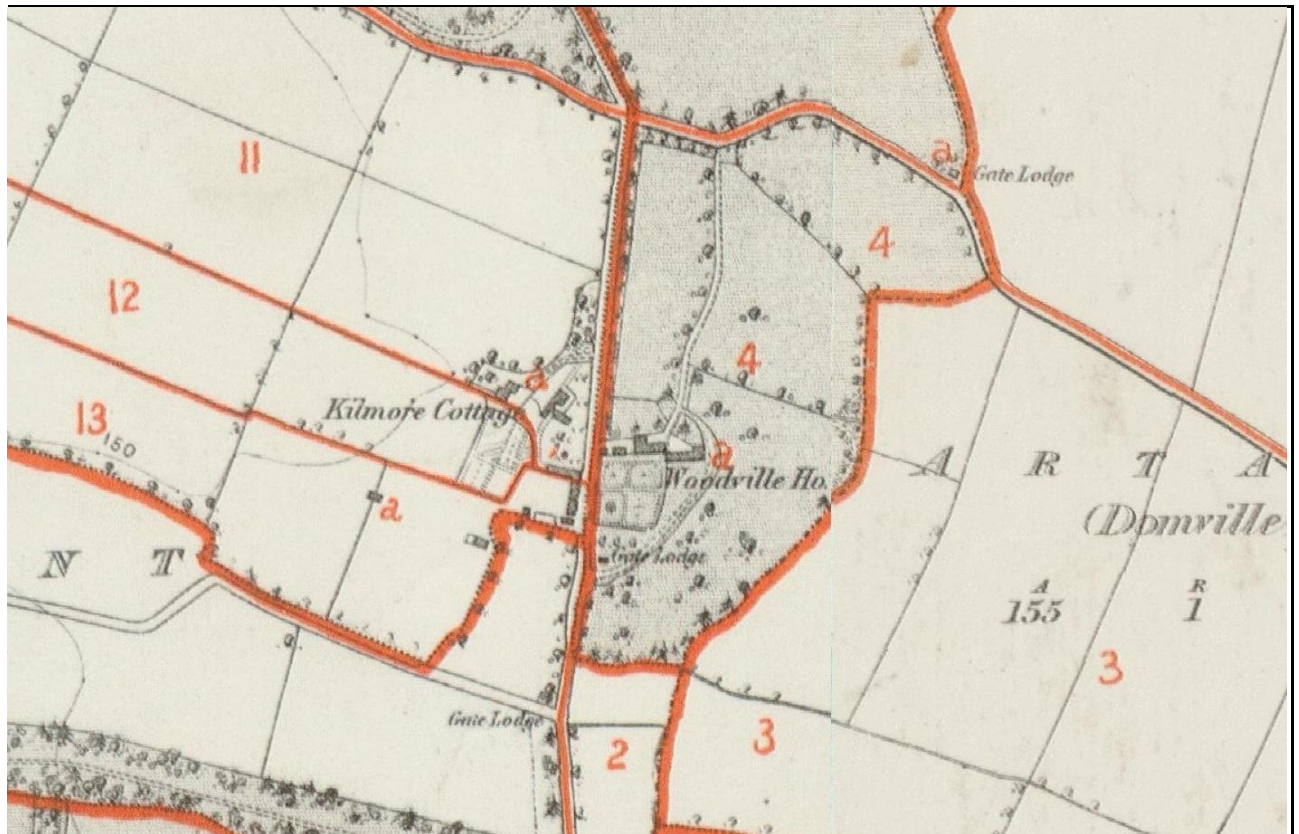 11
a
Gate Lodge
4
12
4
a
Kilmore Cottage
13
150
a
Woodville Ho.
A R T A
a
(Domville
N T
Gate Lodge
A R
155 1
3
Gate Lodge
2
3